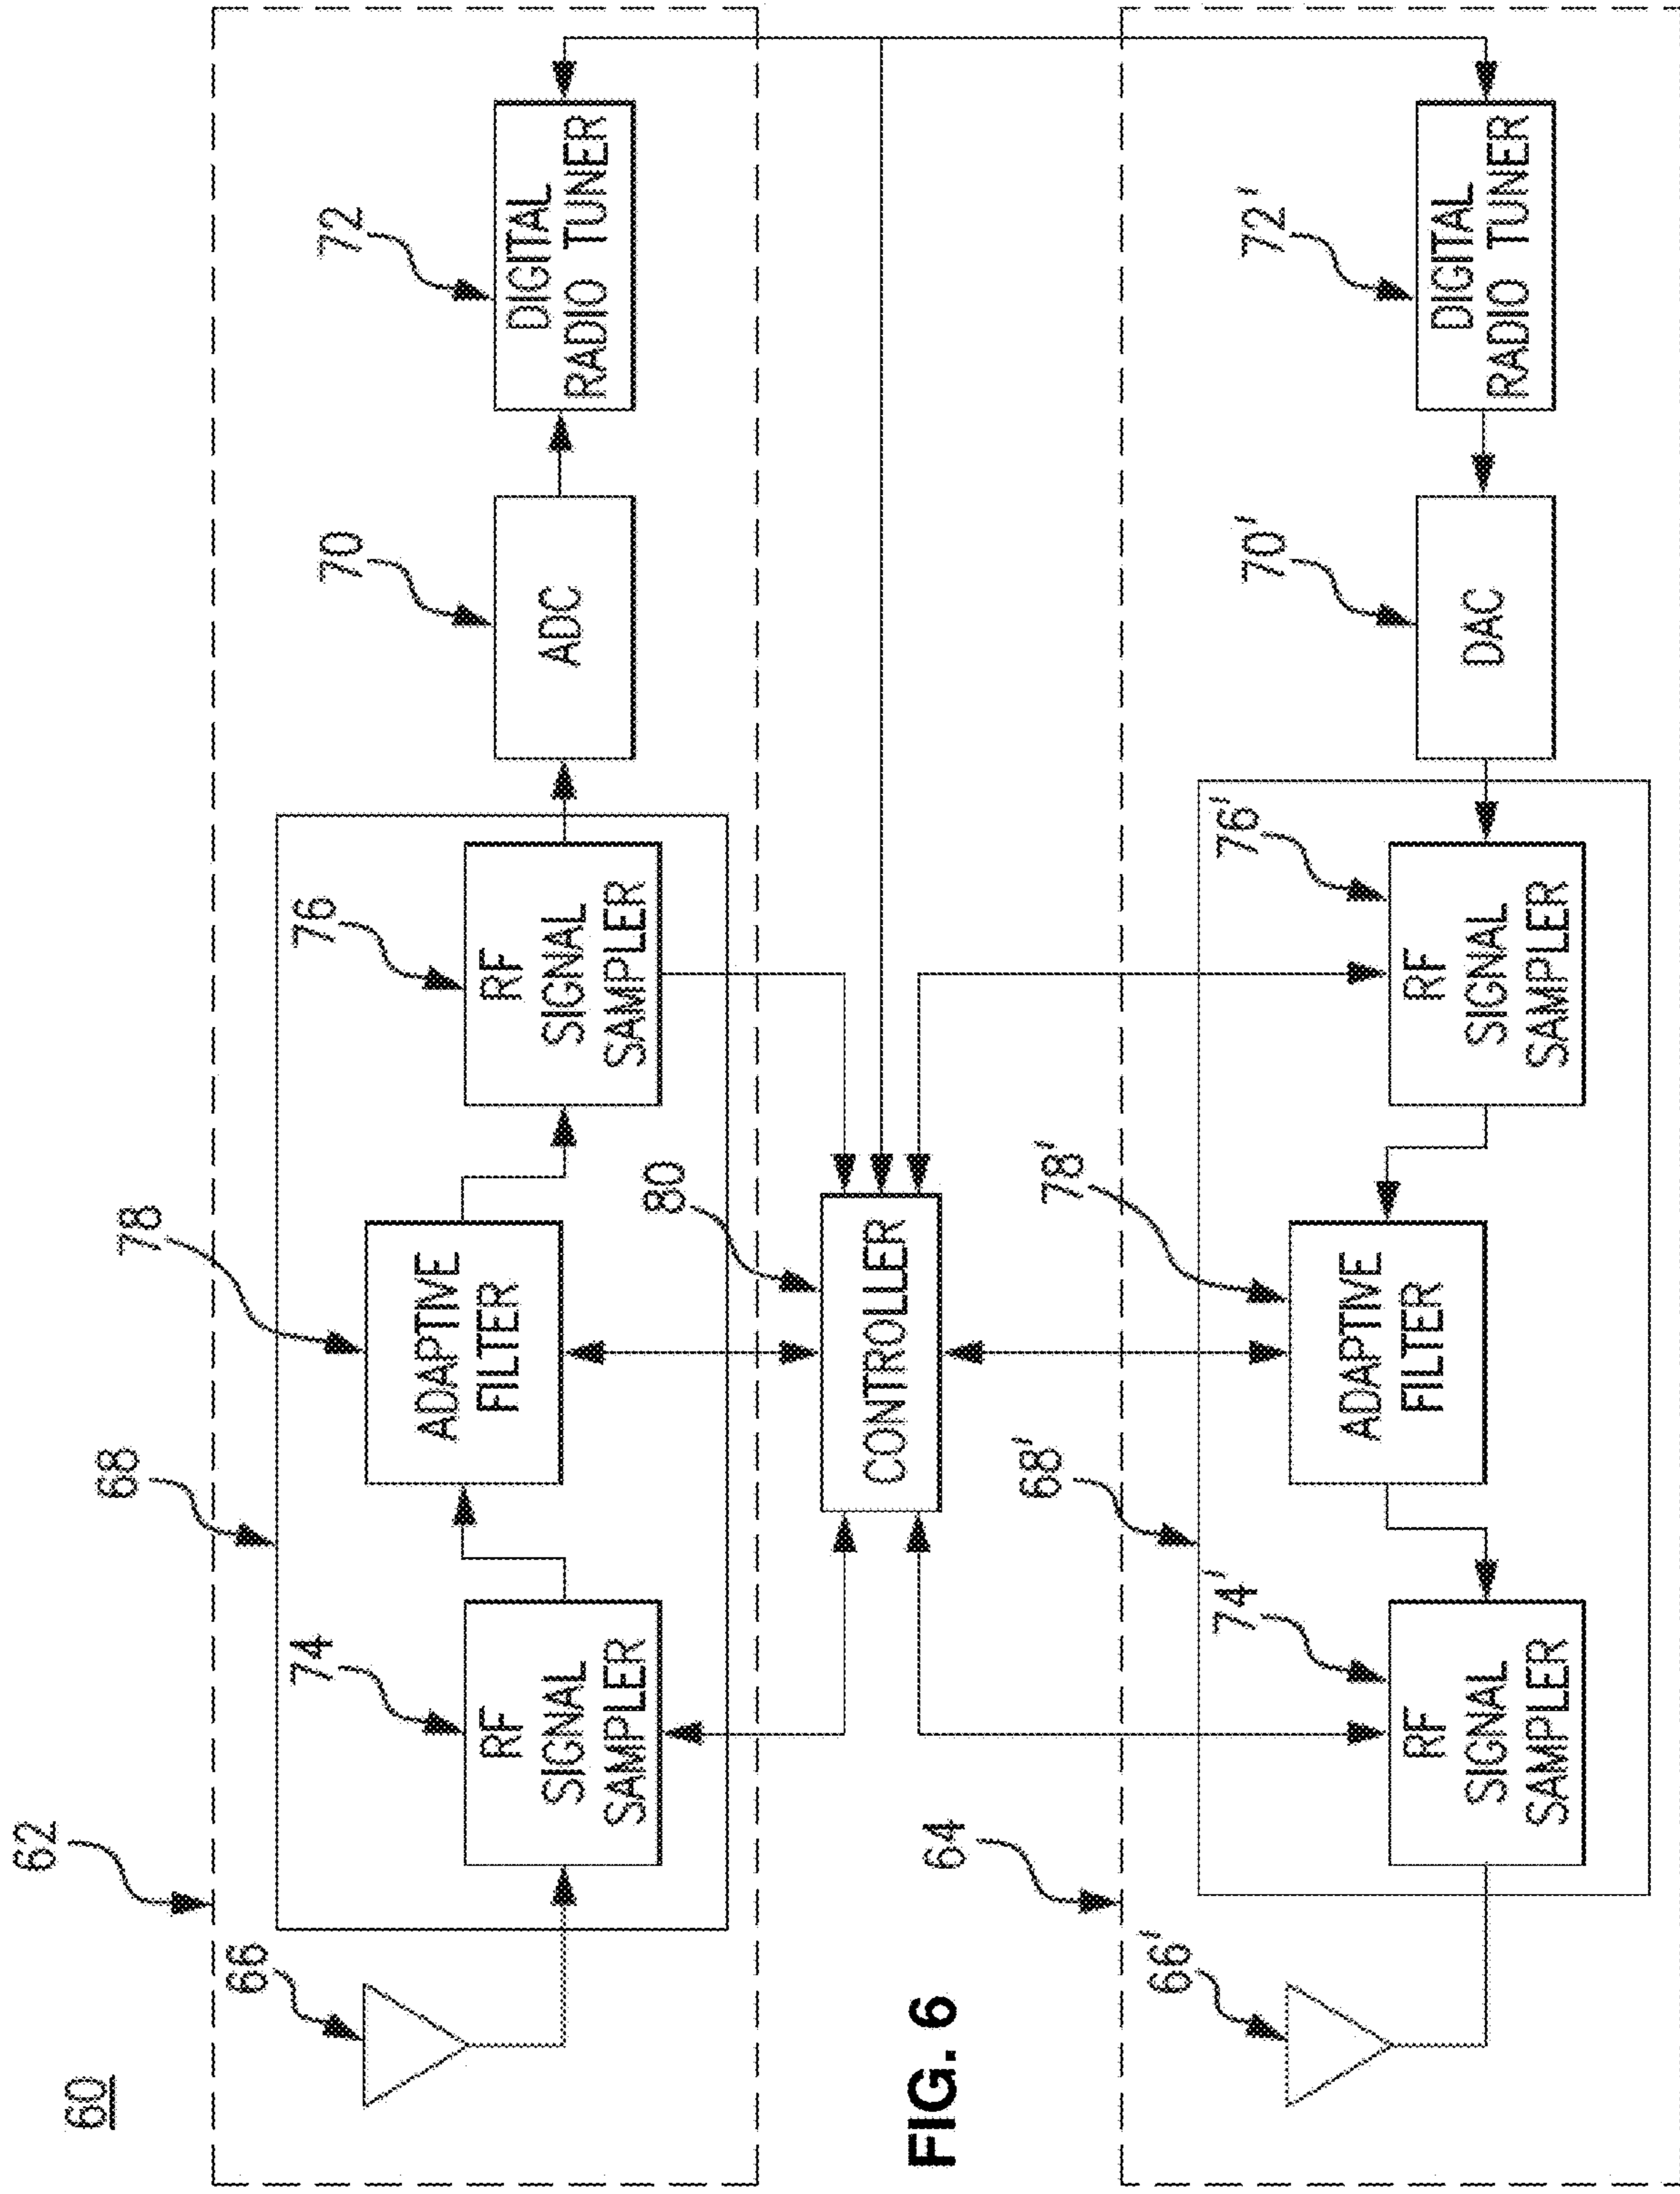 60
62
66
68
74
RF
SIGNAL
SAMPLER
78
ADAPTIVE
FILTER
76
RF
SIGNAL
SAMPLER
70
ADC
72
DIGITAL
RADIO TUNER
80
CONTROLLER
64
66'
68'
74'
RF
SIGNAL
SAMPLER
78'
ADAPTIVE
FILTER
76'
RF
SIGNAL
SAMPLER
70'
DAC
72'
DIGITAL
RADIO TUNER
FIG. 6